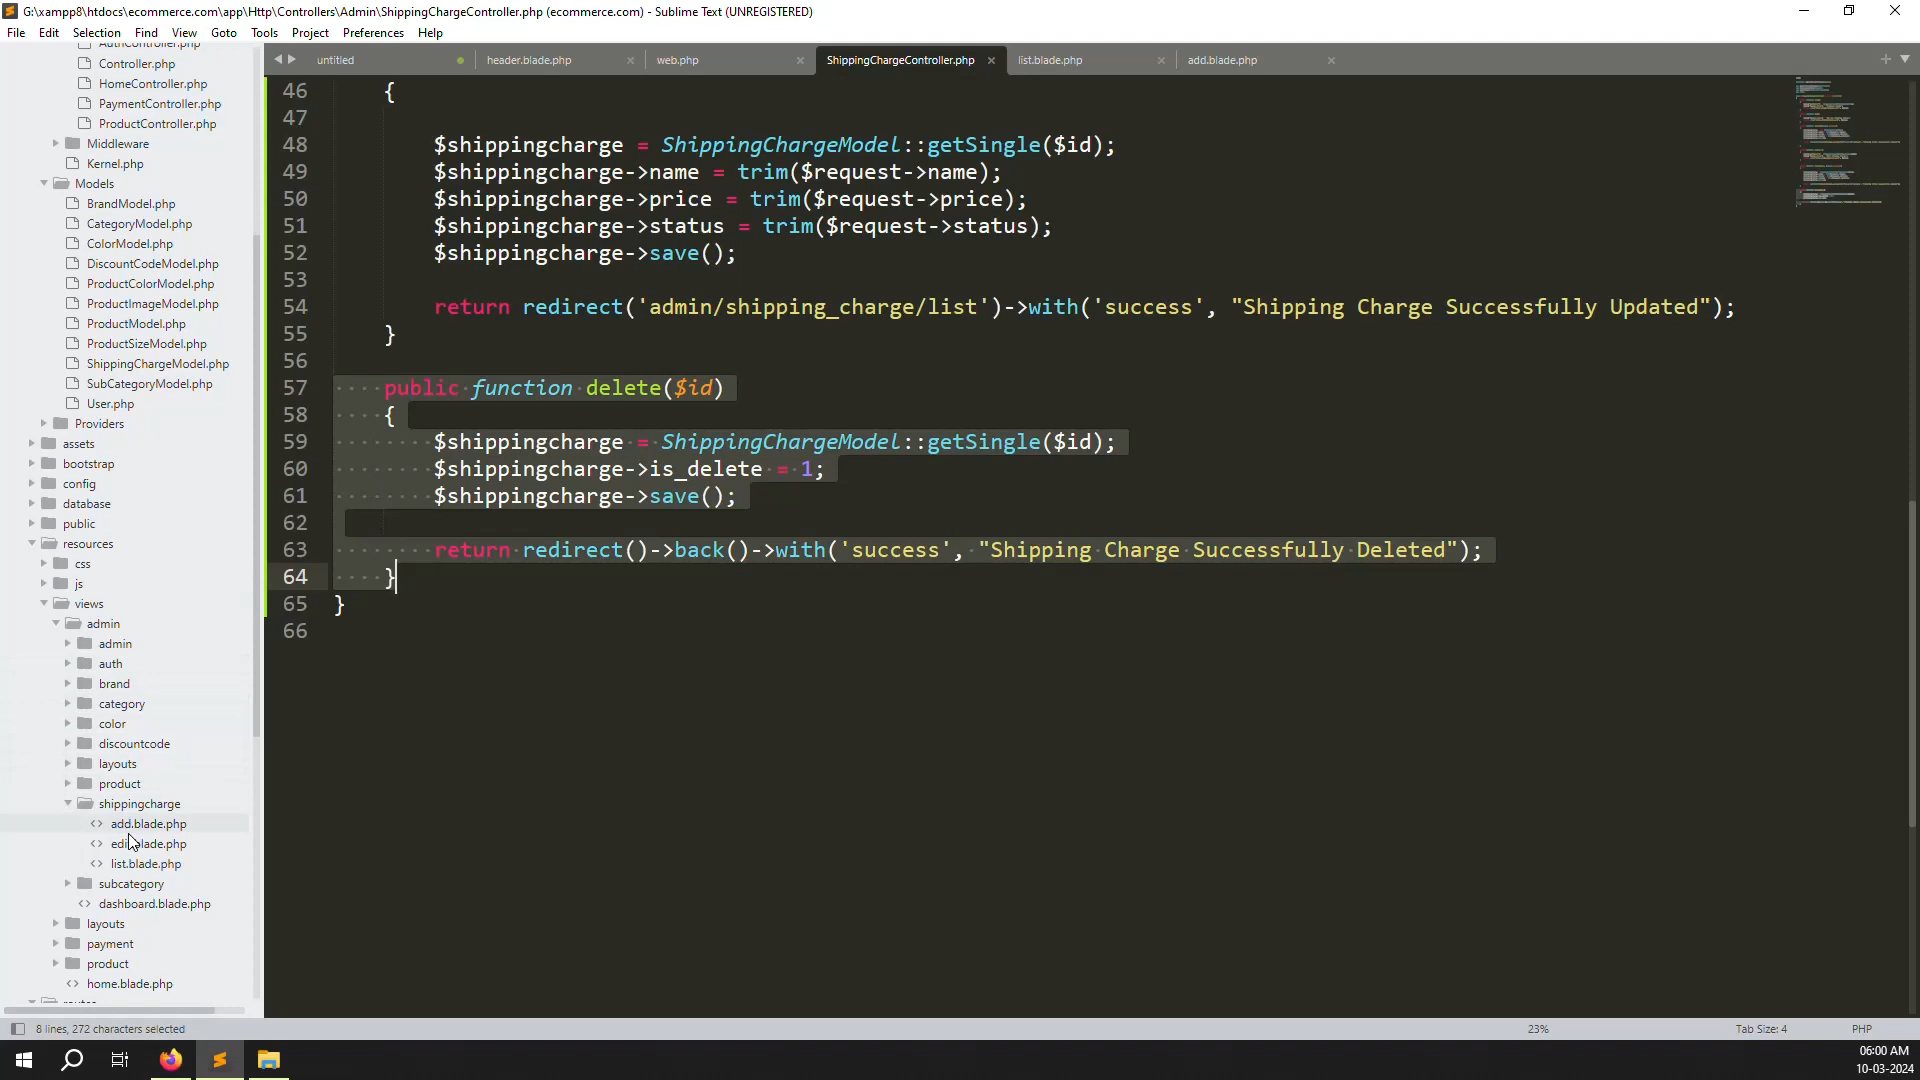 G:\xampp8\htdocs\ecommerce.com\app\Http\Controllers\Admin\ShippingChargeController.php (ecommerce.com) - Sublime Text (UNREGISTERED)
File Edit Selection Find View Goto Tools Project Preferences Help
untitled header.blade.php web.php ShippingChargeController.php list.blade.php add.blade.php
AuthController.php
Controller.php
HomeController.php
PaymentController.php
ProductController.php
Middleware
Kernel.php
Models
BrandModel.php
CategoryModel.php
ColorModel.php
DiscountCodeModel.php
ProductColorModel.php
ProductImageModel.php
ProductModel.php
ProductSizeModel.php
ShippingChargeModel.php
SubCategoryModel.php
User.php
Providers
assets
bootstrap
config
database
public
resources
css
js
views
admin
admin
auth
brand
category
color
discountcode
layouts
product
shippingcharge
add.blade.php
edit.blade.php
list.blade.php
subcategory
dashboard.blade.php
layouts
payment
product
home.blade.php
46 {
47
48 $shippingcharge = ShippingChargeModel::getSingle($id);
49 $shippingcharge->name = trim($request->name);
50 $shippingcharge->price = trim($request->price);
51 $shippingcharge->status = trim($request->status);
52 $shippingcharge->save();
53
54 return redirect('admin/shipping_charge/list')->with('success', "Shipping Charge Successfully Updated");
55 }
56
57 public function delete($id)
58 {
59 $shippingcharge = ShippingChargeModel::getSingle($id);
60 $shippingcharge->is_delete = 1;
61 $shippingcharge->save();
62
63 return redirect()->back()->with('success', "Shipping Charge Successfully Deleted");
64 }
65 }
66
8 lines, 272 characters selected 23% Tab Size: 4 PHP
06:00 AM
10-03-2024